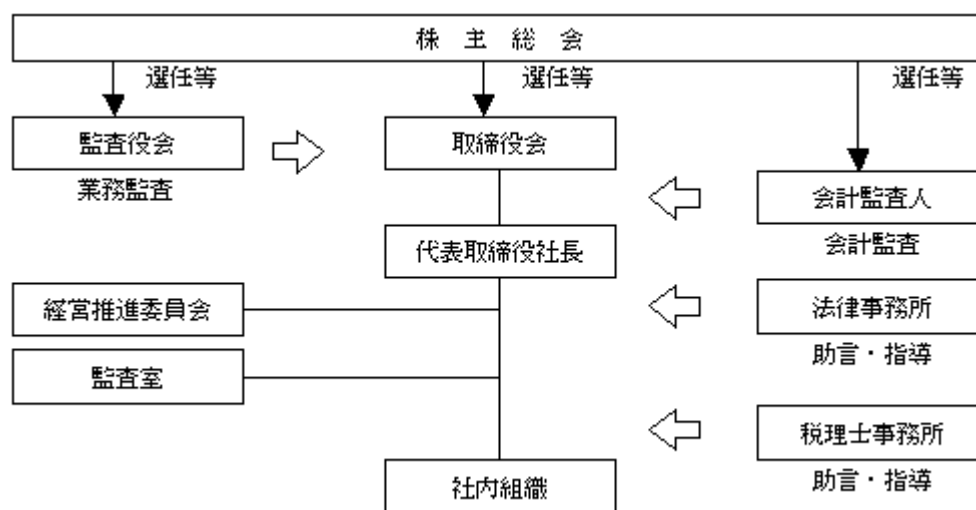 株主総会
選任等
選任等
選任等
監査役会
取締役会
業務監査
会計監査人
会計監査
代表取締役社長
経営推進委員会
法律事務所
助言・指導
監査室
税理士事務所
社内組織
助言・指導